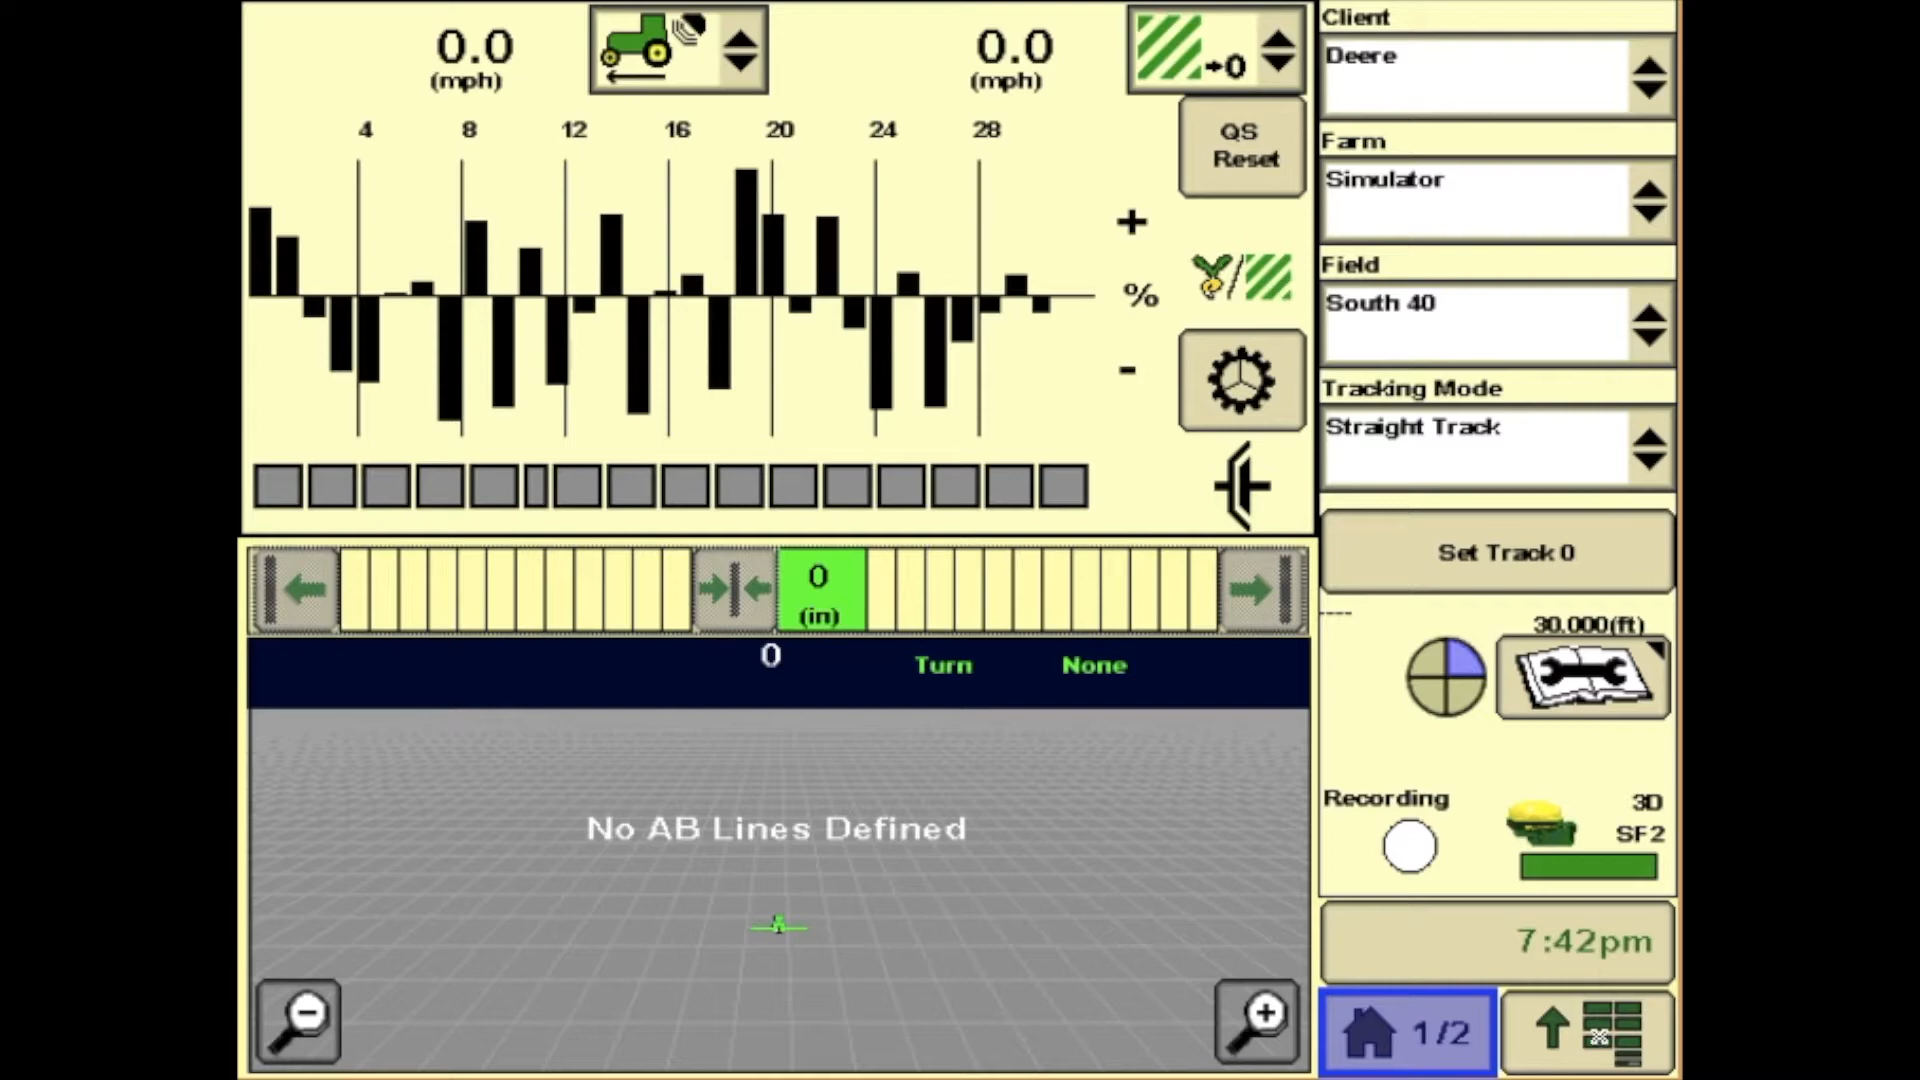 0.0
(mph)
0.0
(mph)
→0
4 8 12 16 20 24 28
QS
Reset
+
%
-
0
(in)
0 Turn None
No AB Lines Defined
Client
Deere
Farm
Simulator
Field
South 40
Tracking Mode
Straight Track
Set Track 0
----
30.000(ft)
Recording
3D
SF2
7:42pm
1/2